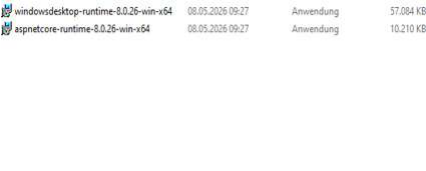 windowsdesktop-runtime-8.0.26-win-x64 08.05.2026 09:27 Anwendung 57.084 KB
aspnetcore-runtime-8.0.26-win-x64 08.05.2026 09:27 Anwendung 10.210 KB